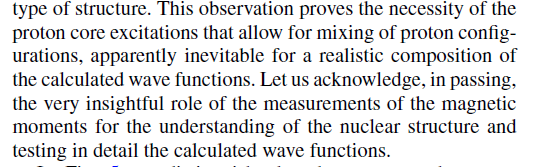 type of structure. This observation proves the necessity of the
proton core excitations that allow for mixing of proton config-
urations, apparently inevitable for a realistic composition of
the calculated wave functions. Let us acknowledge, in passing,
the very insightful role of the measurements of the magnetic
moments for the understanding of the nuclear structure and
testing in detail the calculated wave functions.